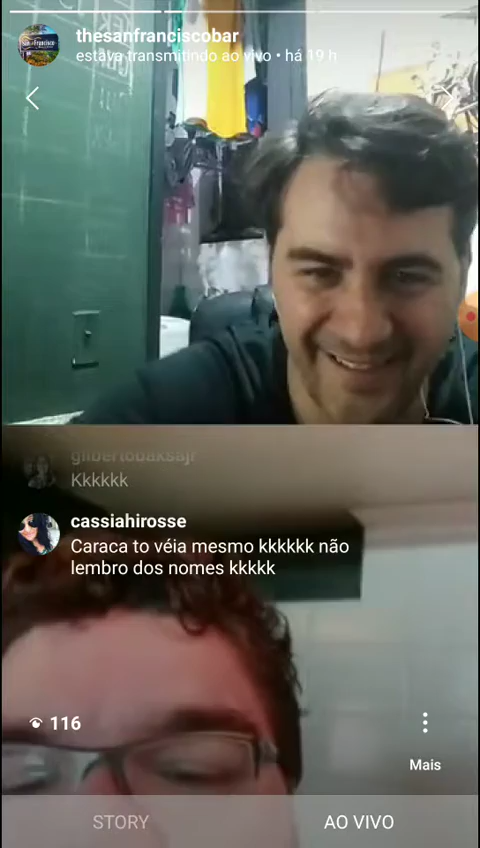 thesanfranciscobar
estava transmitindo ao vivo • há 19 h
gilbertobaksajr
Kkkkkk
cassiahirosse
Caraca to véia mesmo kkkkkk não
lembro dos nomes kkkkk
116
Mais
STORY
AO VIVO